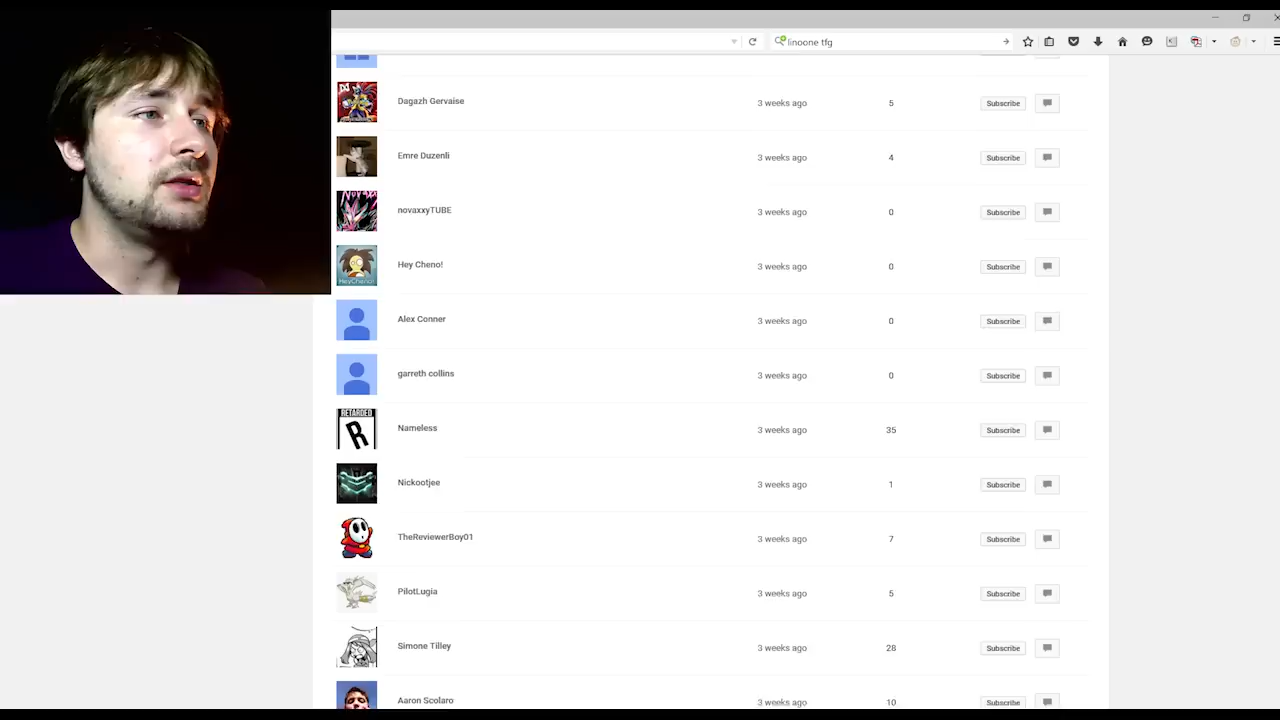 linoone tfg
Dagazh Gervaise 3 weeks ago 5 Subscribe
Emre Duzenli 3 weeks ago 4 Subscribe
novaxxyTUBE 3 weeks ago 0 Subscribe
Hey Cheno! 3 weeks ago 0 Subscribe
HeyCheno!
Alex Conner 3 weeks ago 0 Subscribe
garreth collins 3 weeks ago 0 Subscribe
RETARDED
R
Nameless 3 weeks ago 35 Subscribe
Nickootjee 3 weeks ago 1 Subscribe
TheReviewerBoy01 3 weeks ago 7 Subscribe
PilotLugia 3 weeks ago 5 Subscribe
Simone Tilley 3 weeks ago 28 Subscribe
Aaron Scolaro 3 weeks ago 10 Subscribe